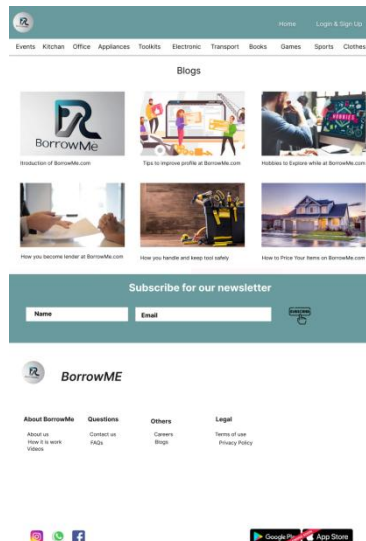 Home Login & Sign Up
Events Kitchan Office Appliances Toolkits Electronic Transport Books Games Sports Clothes
Blogs
BorrowMe
Itroduction of BorrowMe.com Tips to improve profile at BorrowMe.com Hobbies to Explore while at BorrowMe.com
HOBBIES
How you become lender at BorrowMe.com How you handle and keep tool safely How to Price Your Items on BorrowMe.com
Subscribe for our newsletter
Name Email SUBSCRIBE
BorrowME
About BorrowMe Questions Others Legal
About us Contact us Careers Terms of use
How it is work FAQs Blogs Privacy Policy
Videos
Google Play App Store